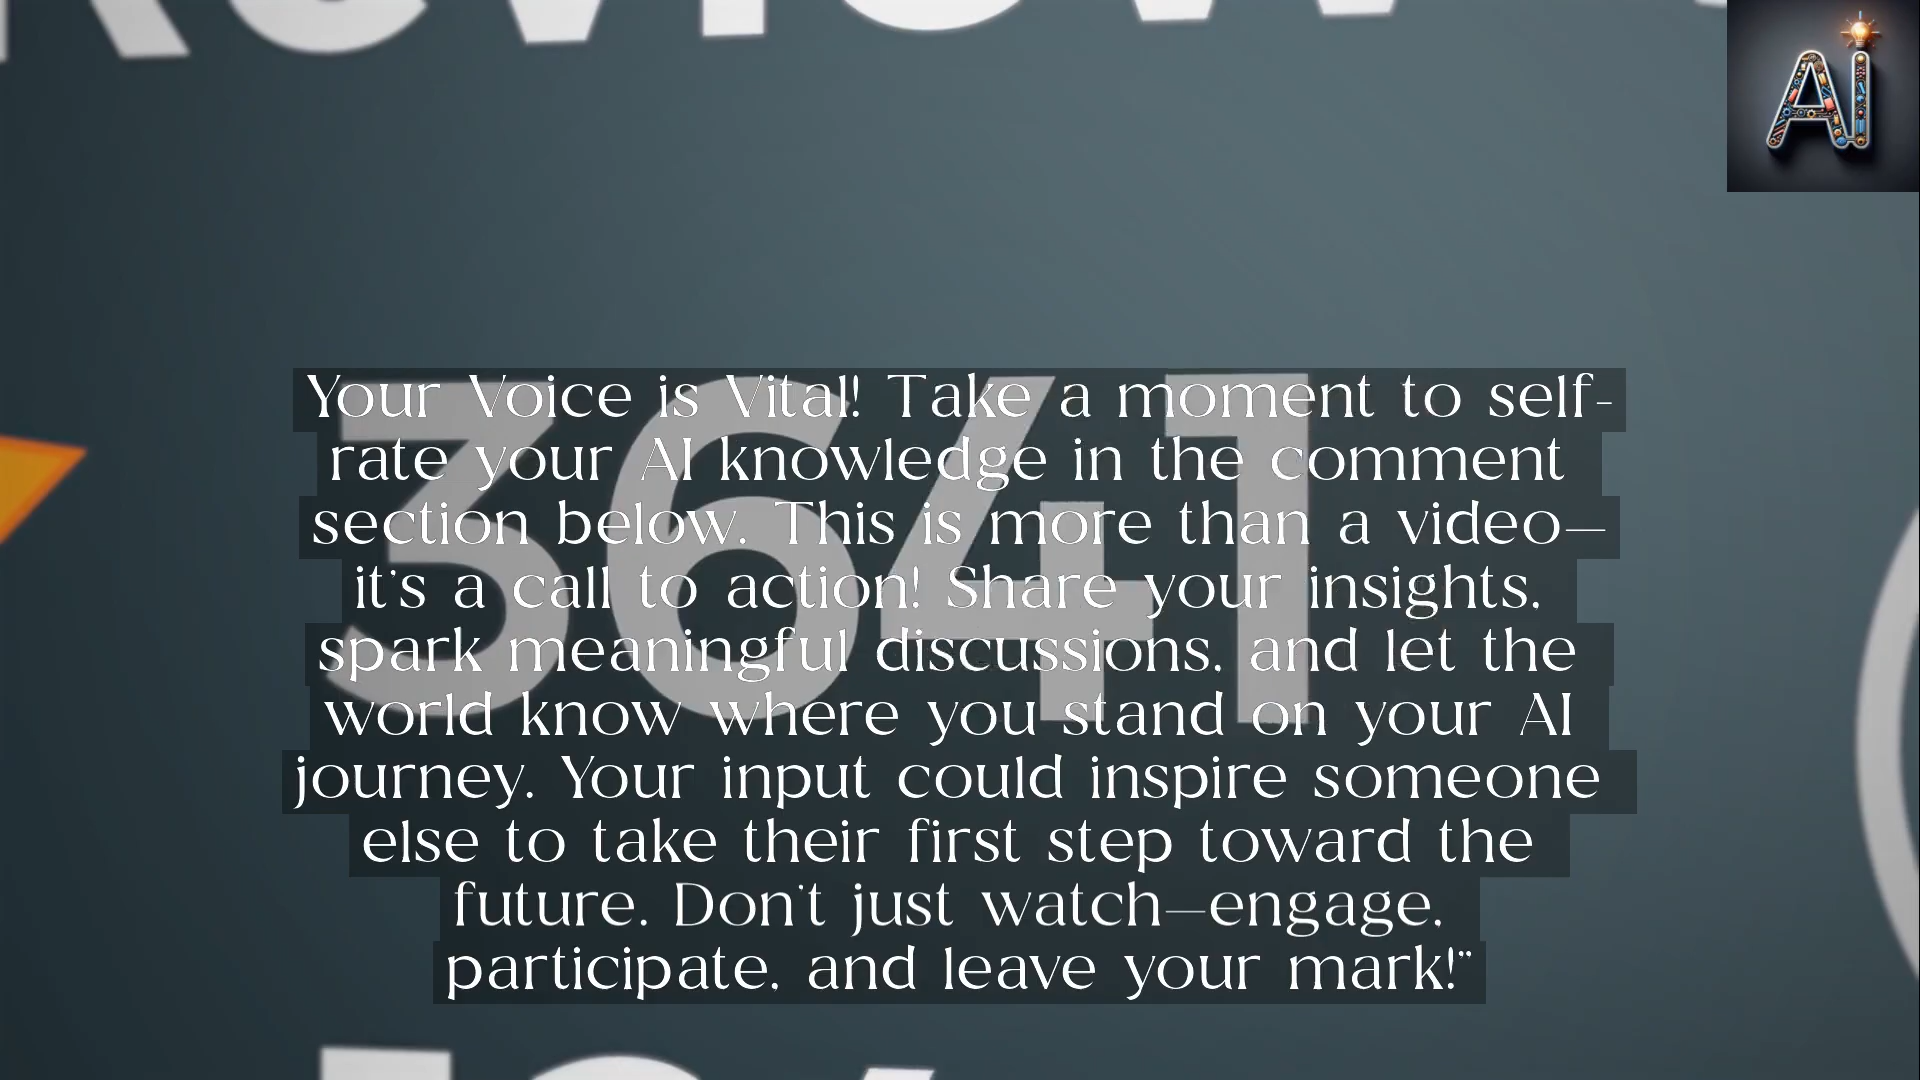 Review
AI
3641
Your Voice is Vital! Take a moment to self-
rate your AI knowledge in the comment
section below. This is more than a video—
it's a call to action! Share your insights,
spark meaningful discussions, and let the
world know where you stand on your AI
journey. Your input could inspire someone
else to take their first step toward the
future. Don't just watch—engage,
participate, and leave your mark!"